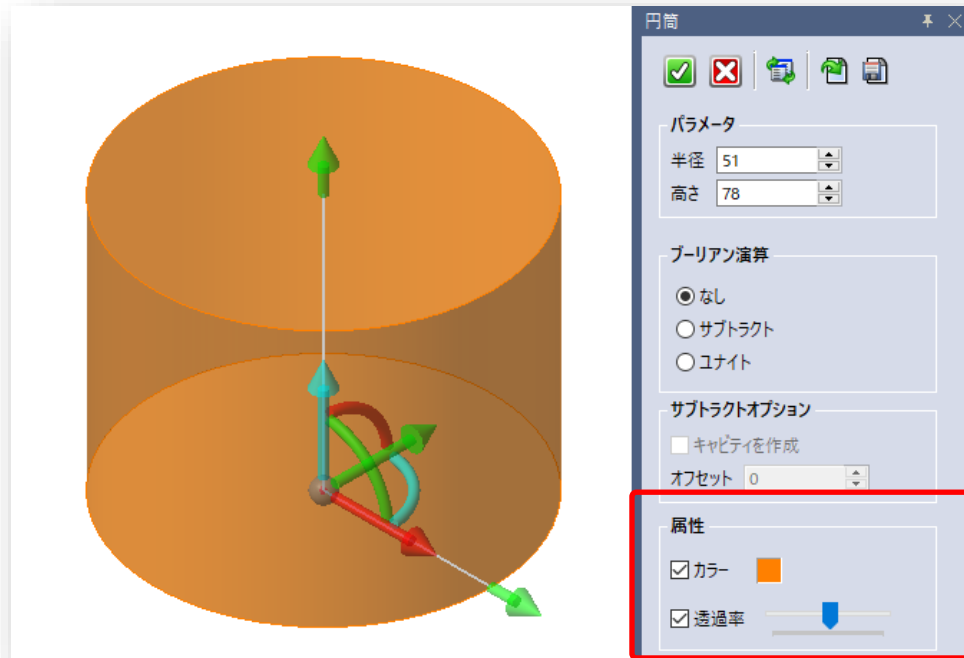 円筒
パラメータ
半径 51
高さ 78
ブーリアン演算
なし
サブトラクト
ユナイト
サブトラクトオプション
キャビティを作成
オフセット 0
属性
カラー
透過率